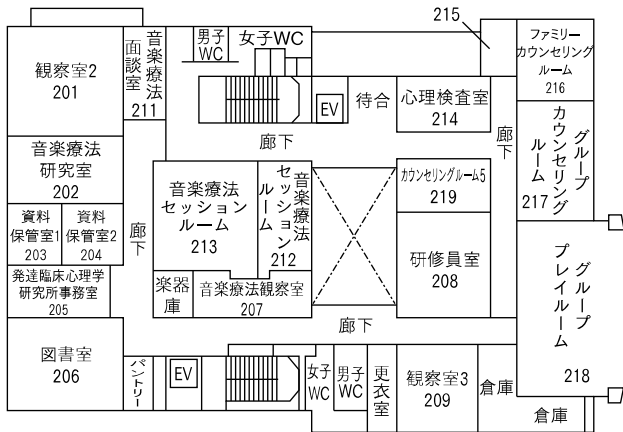 215
観察室2
201
面談室
音楽療法
211
男子
WC
女子WC
ファミリー
カウンセリング
ルーム
216
EV
待合
心理検査室
214
廊下
廊下
グループ
カウンセリング
ルーム
217
音楽療法
研究室
202
音楽療法
セッション
ルーム
213
音楽療法
セッション
ルーム
212
カウンセリングルーム5
219
資料
保管室1
203
資料
保管室2
204
廊下
研修員室
208
グループ
プレイルーム
218
発達臨床心理学
研究所事務室
205
楽器
庫
音楽療法観察室
207
廊下
図書室
206
パントリー
EV
女子
WC
男子
WC
更衣室
観察室3
209
倉庫
倉庫